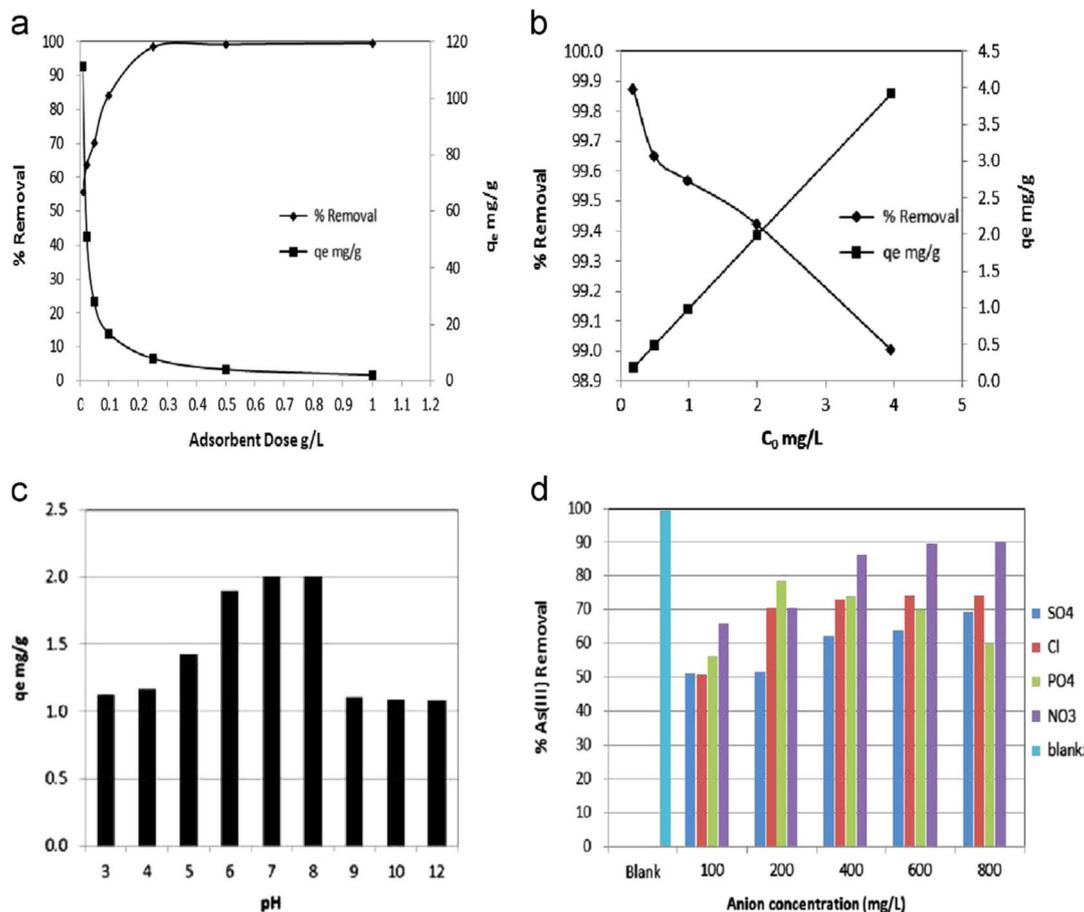 a
100
90
80
70
60
50
40
30
20
10
0
% Removal
120
100
80
60
40
20
0
qe mg/g
% Removal
qe mg/g
0 0.1 0.2 0.3 0.4 0.5 0.6 0.7 0.8 0.9 1 1.1 1.2
Adsorbent Dose g/L
b
100.0
99.9
99.8
99.7
99.6
99.5
99.4
99.3
99.2
99.1
99.0
98.9
% Removal
4.5
4.0
3.5
3.0
2.5
2.0
1.5
1.0
0.5
0.0
qe mg/g
% Removal
qe mg/g
0 1 2 3 4 5
C0 mg/L
c
2.5
2.0
1.5
1.0
0.5
0.0
qe mg/g
3 4 5 6 7 8 9 10 12
pH
d
100
90
80
70
60
50
40
30
20
10
0
% As(III) Removal
SO4
Cl
PO4
NO3
blank
Blank 100 200 400 600 800
Anion concentration (mg/L)